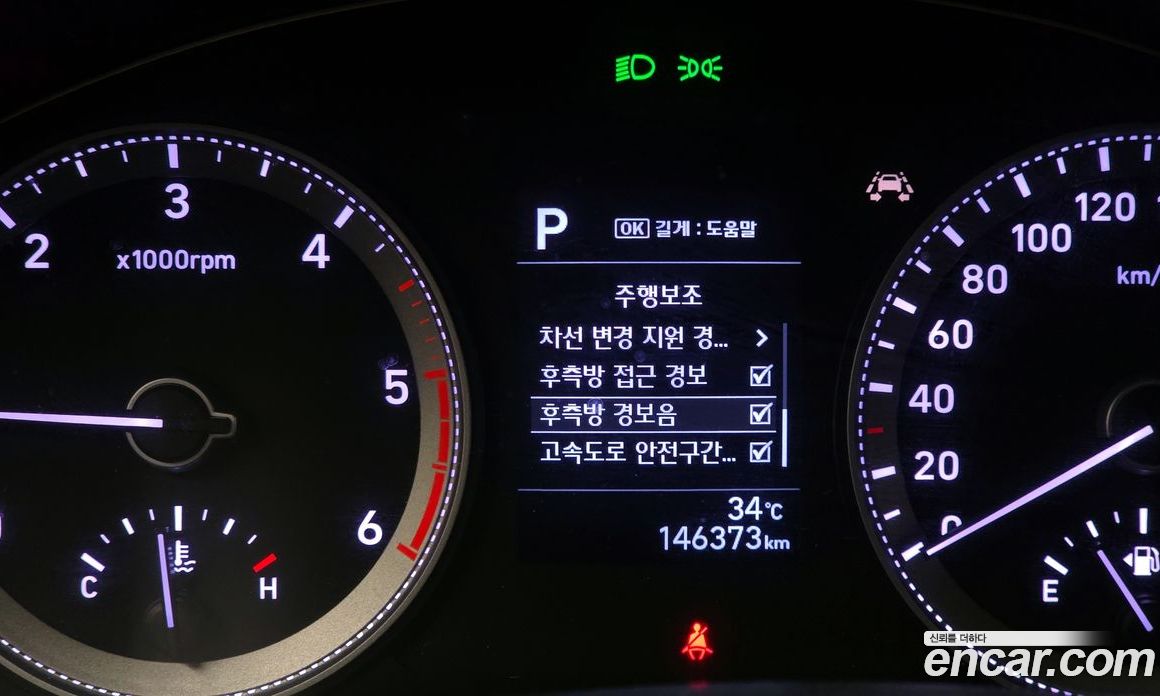 P
OK 길게 : 도움말
주행보조
차선 변경 지원 경...
후측방 접근 경보
후측방 경보음
고속도로 안전구간...
34℃
146373km
2
3
4
5
6
x1000rpm
C
H
0
20
40
60
80
100
120
km/
E
신뢰를 더하다
encar.com